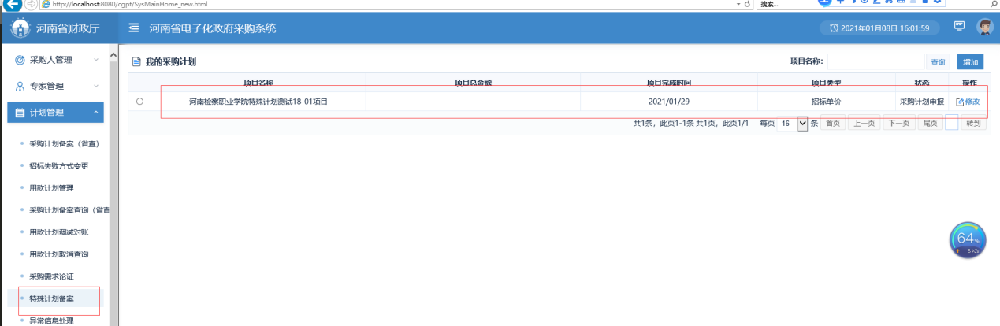 http://localhost:8080/cgpt/SysMainHome_new.html
搜索...
河南省财政厅
河南省电子化政府采购系统
2021年01月08日 16:01:59
采购人管理
专家管理
计划管理
采购计划备案（省直）
招标失败方式变更
用款计划管理
采购计划备案查询（省直
用款计划调减对账
用款计划取消查询
采购需求论证
特殊计划备案
异常信息处理
我的采购计划
项目名称:
查询
增加
项目名称 项目总金额 项目完成时间 项目类型 状态 操作
河南检察职业学院特殊计划测试18-01项目 2021/01/29 招标单价 采购计划申报 修改
共1条，此页1-1条 共1页，此页1/1 每页 16 条 首页 上一页 下一页 尾页 转到
64%
6 K/s